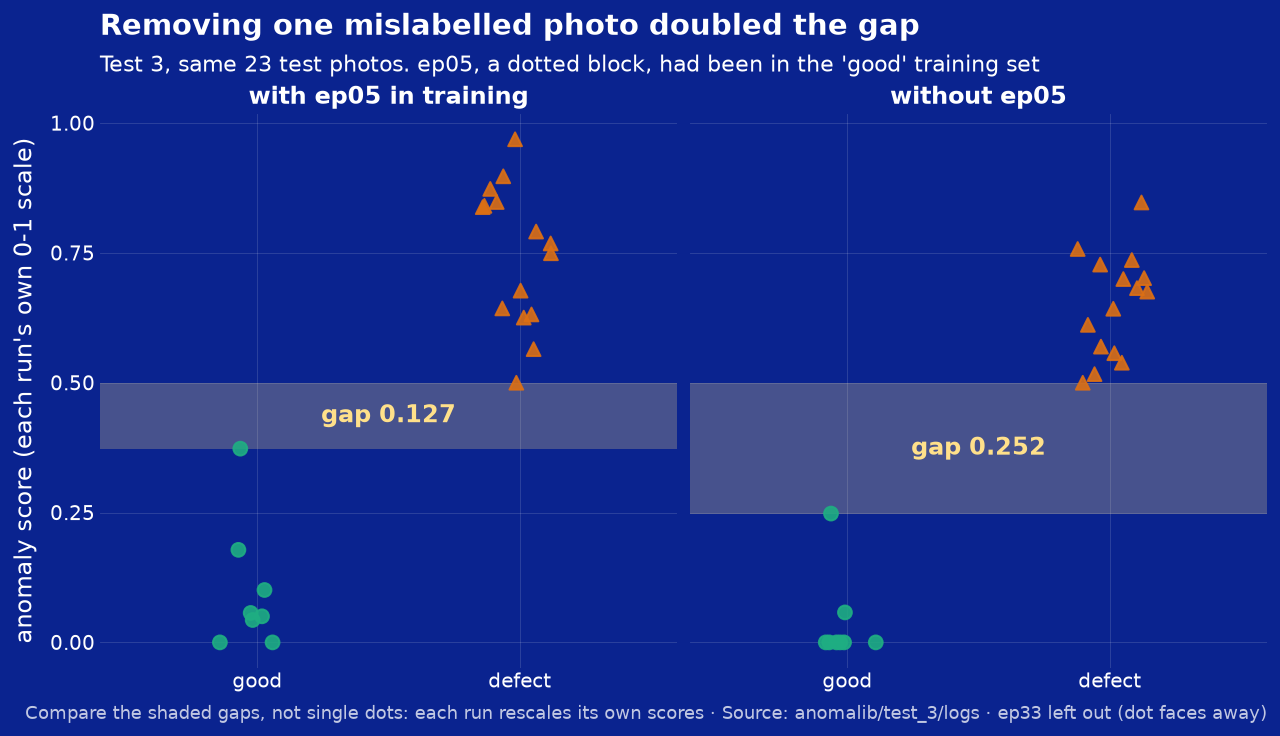 Removing one mislabelled photo doubled the gap
Test 3, same 23 test photos. ep05, a dotted block, had been in the 'good' training set
with ep05 in training
without ep05
anomaly score (each run's own 0-1 scale)
1.00
0.75
0.50
0.25
0.00
gap 0.127
gap 0.252
good
defect
good
defect
Compare the shaded gaps, not single dots: each run rescales its own scores · Source: anomalib/test_3/logs · ep33 left out (dot faces away)